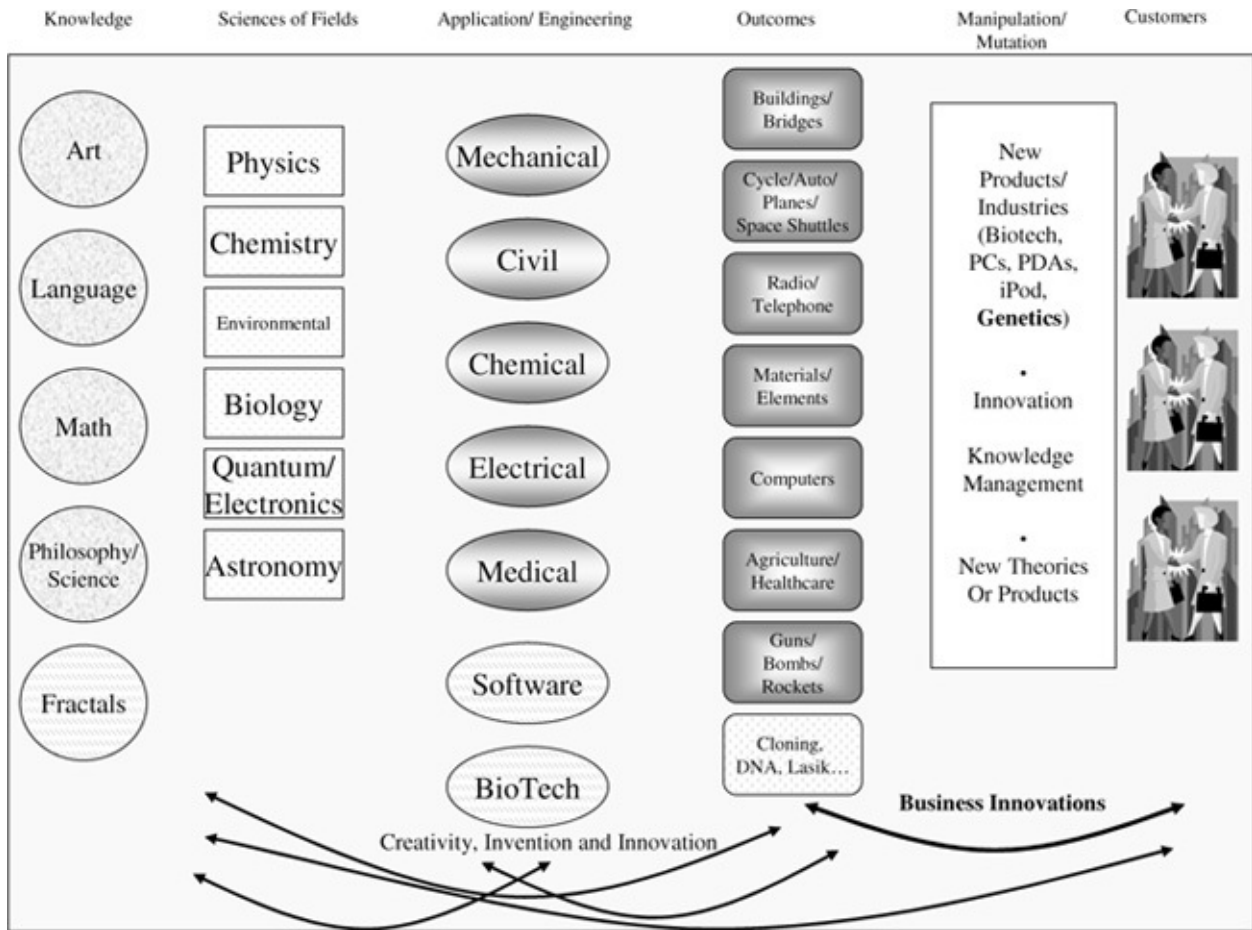 Knowledge
Sciences of Fields
Application/ Engineering
Outcomes
Manipulation/
Mutation
Customers
Art
Language
Math
Philosophy/
Science
Fractals
Physics
Chemistry
Environmental
Biology
Quantum/
Electronics
Astronomy
Mechanical
Civil
Chemical
Electrical
Medical
Software
BioTech
Buildings/
Bridges
Cycle/Auto/
Planes/
Space Shuttles
Radio/
Telephone
Materials/
Elements
Computers
Agriculture/
Healthcare
Guns/
Bombs/
Rockets
Cloning,
DNA, Lasik...
New
Products/
Industries
(Biotech,
PCs, PDAs,
iPod,
Genetics)
•
Innovation
Knowledge
Management
•
New Theories
Or Products
Business Innovations
Creativity, Invention and Innovation